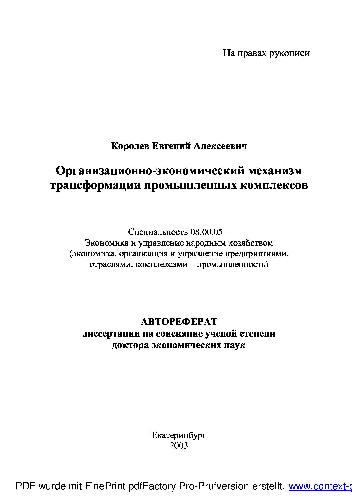 На правах рукописи
Королев Евгений Алексеевич
Организационно-экономический механизм
трансформации промышленных комплексов
Специальность 08.00.05
Экономика и управление народным хозяйством
(экономика, организация и управление предприятиями,
отраслями, комплексами – промышленность)
АВТОРЕФЕРАТ
диссертации на соискание ученой степени
доктора экономических наук
Екатеринбург
2003
PDF wurde mit FinePrint pdfFactory Pro-Prüfversion erstellt. www.context-